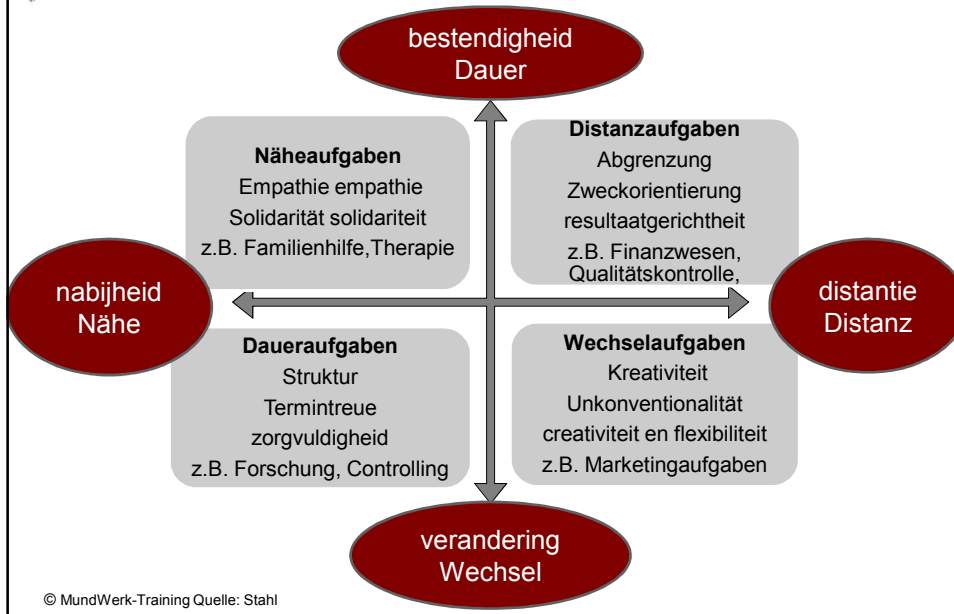 bestendigheid
Dauer
Näheaufgaben
Empathie empathie
Solidarität solidariteit
z.B. Familienhilfe,Therapie
Distanzaufgaben
Abgrenzung
Zweckorientierung
resultaatgerichtheit
z.B. Finanzwesen,
Qualitätskontrolle,
nabijheid
Nähe
distantie
Distanz
Daueraufgaben
Struktur
Termintreue
zorgvuldigheid
z.B. Forschung, Controlling
Wechselaufgaben
Kreativiteit
Unkonventionalität
creativiteit en flexibiliteit
z.B. Marketingaufgaben
verandering
Wechsel
© MundWerk-Training Quelle: Stahl